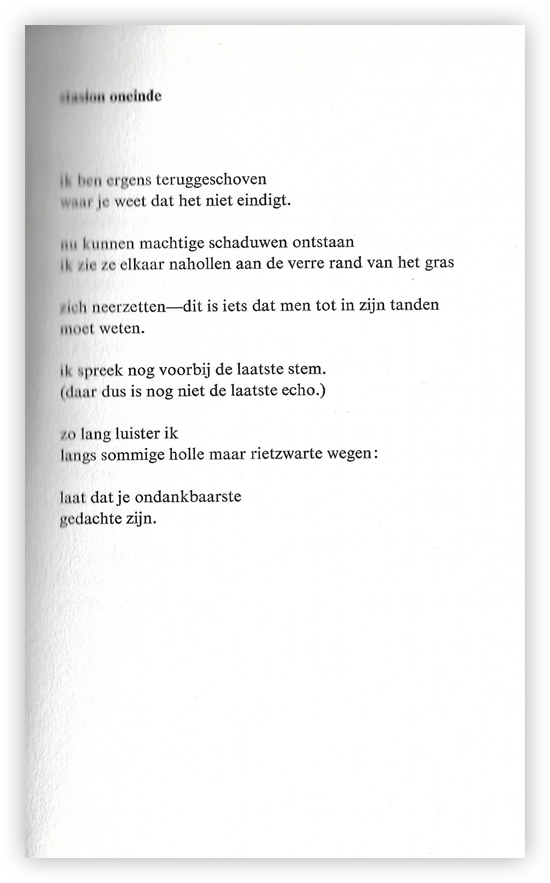 stasion oneinde
ik ben ergens teruggeschoven
waar je weet dat het niet eindigt.
nu kunnen machtige schaduwen ontstaan
ik zie ze elkaar nahollen aan de verre rand van het gras
zich neerzetten—dit is iets dat men tot in zijn tanden
moet weten.
ik spreek nog voorbij de laatste stem.
(daar dus is nog niet de laatste echo.)
zo lang luister ik
langs sommige holle maar rietzwarte wegen:
laat dat je ondankbaarste
gedachte zijn.